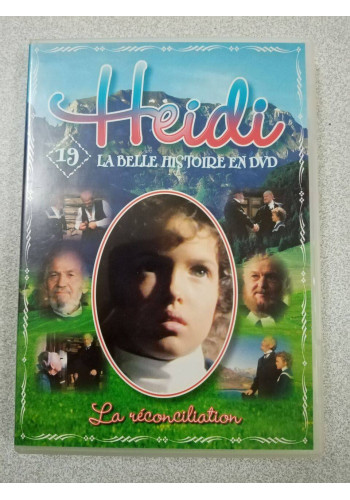 Heidi
19
LA BELLE HISTOIRE EN DVD
La réconciliation